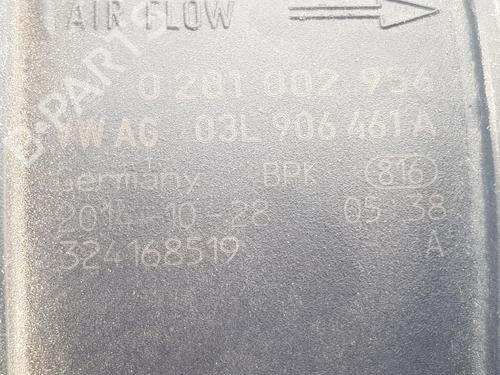 AIR FLOW
0 281 002 956
VW AG 03L 906 461 A
Germany BPK 816
2014-10-28 05 38
324168519 A
B-PARTS